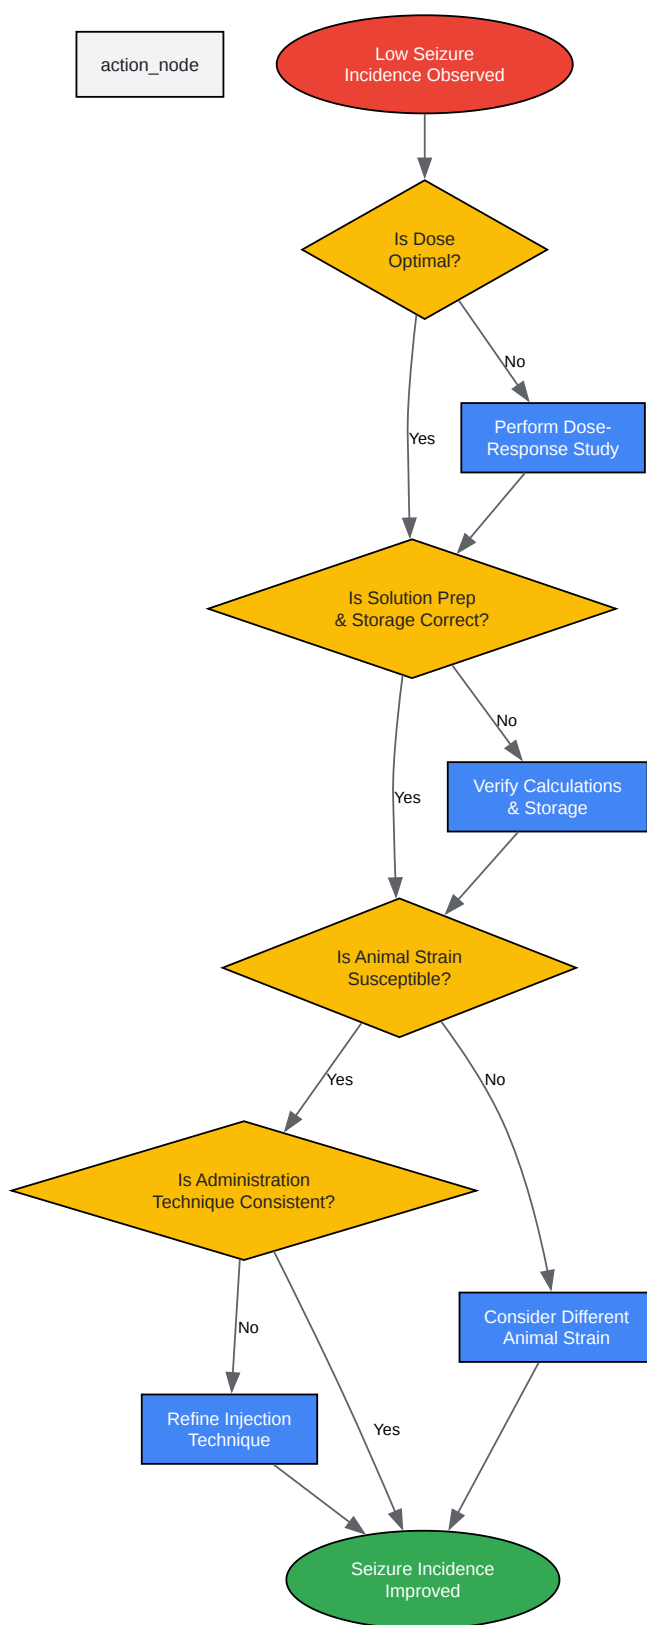 action_node
Low Seizure
Incidence Observed
Is Dose
Optimal?
No
Perform Dose-
Response Study
Yes
Is Solution Prep
& Storage Correct?
No
Verify Calculations
& Storage
Yes
Is Animal Strain
Susceptible?
Yes
No
Is Administration
Technique Consistent?
No
Consider Different
Animal Strain
Refine Injection
Technique
Yes
Seizure Incidence
Improved